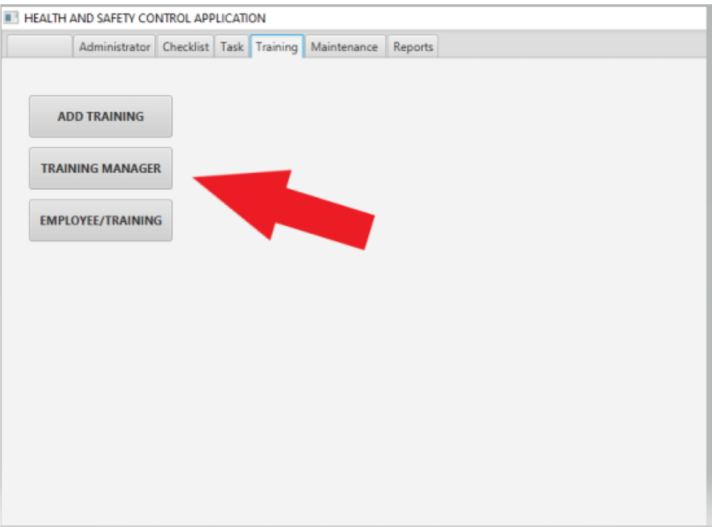 HEALTH AND SAFETY CONTROL APPLICATION
Administrator Checklist Task Training Maintenance Reports
ADD TRAINING
TRAINING MANAGER
EMPLOYEE/TRAINING